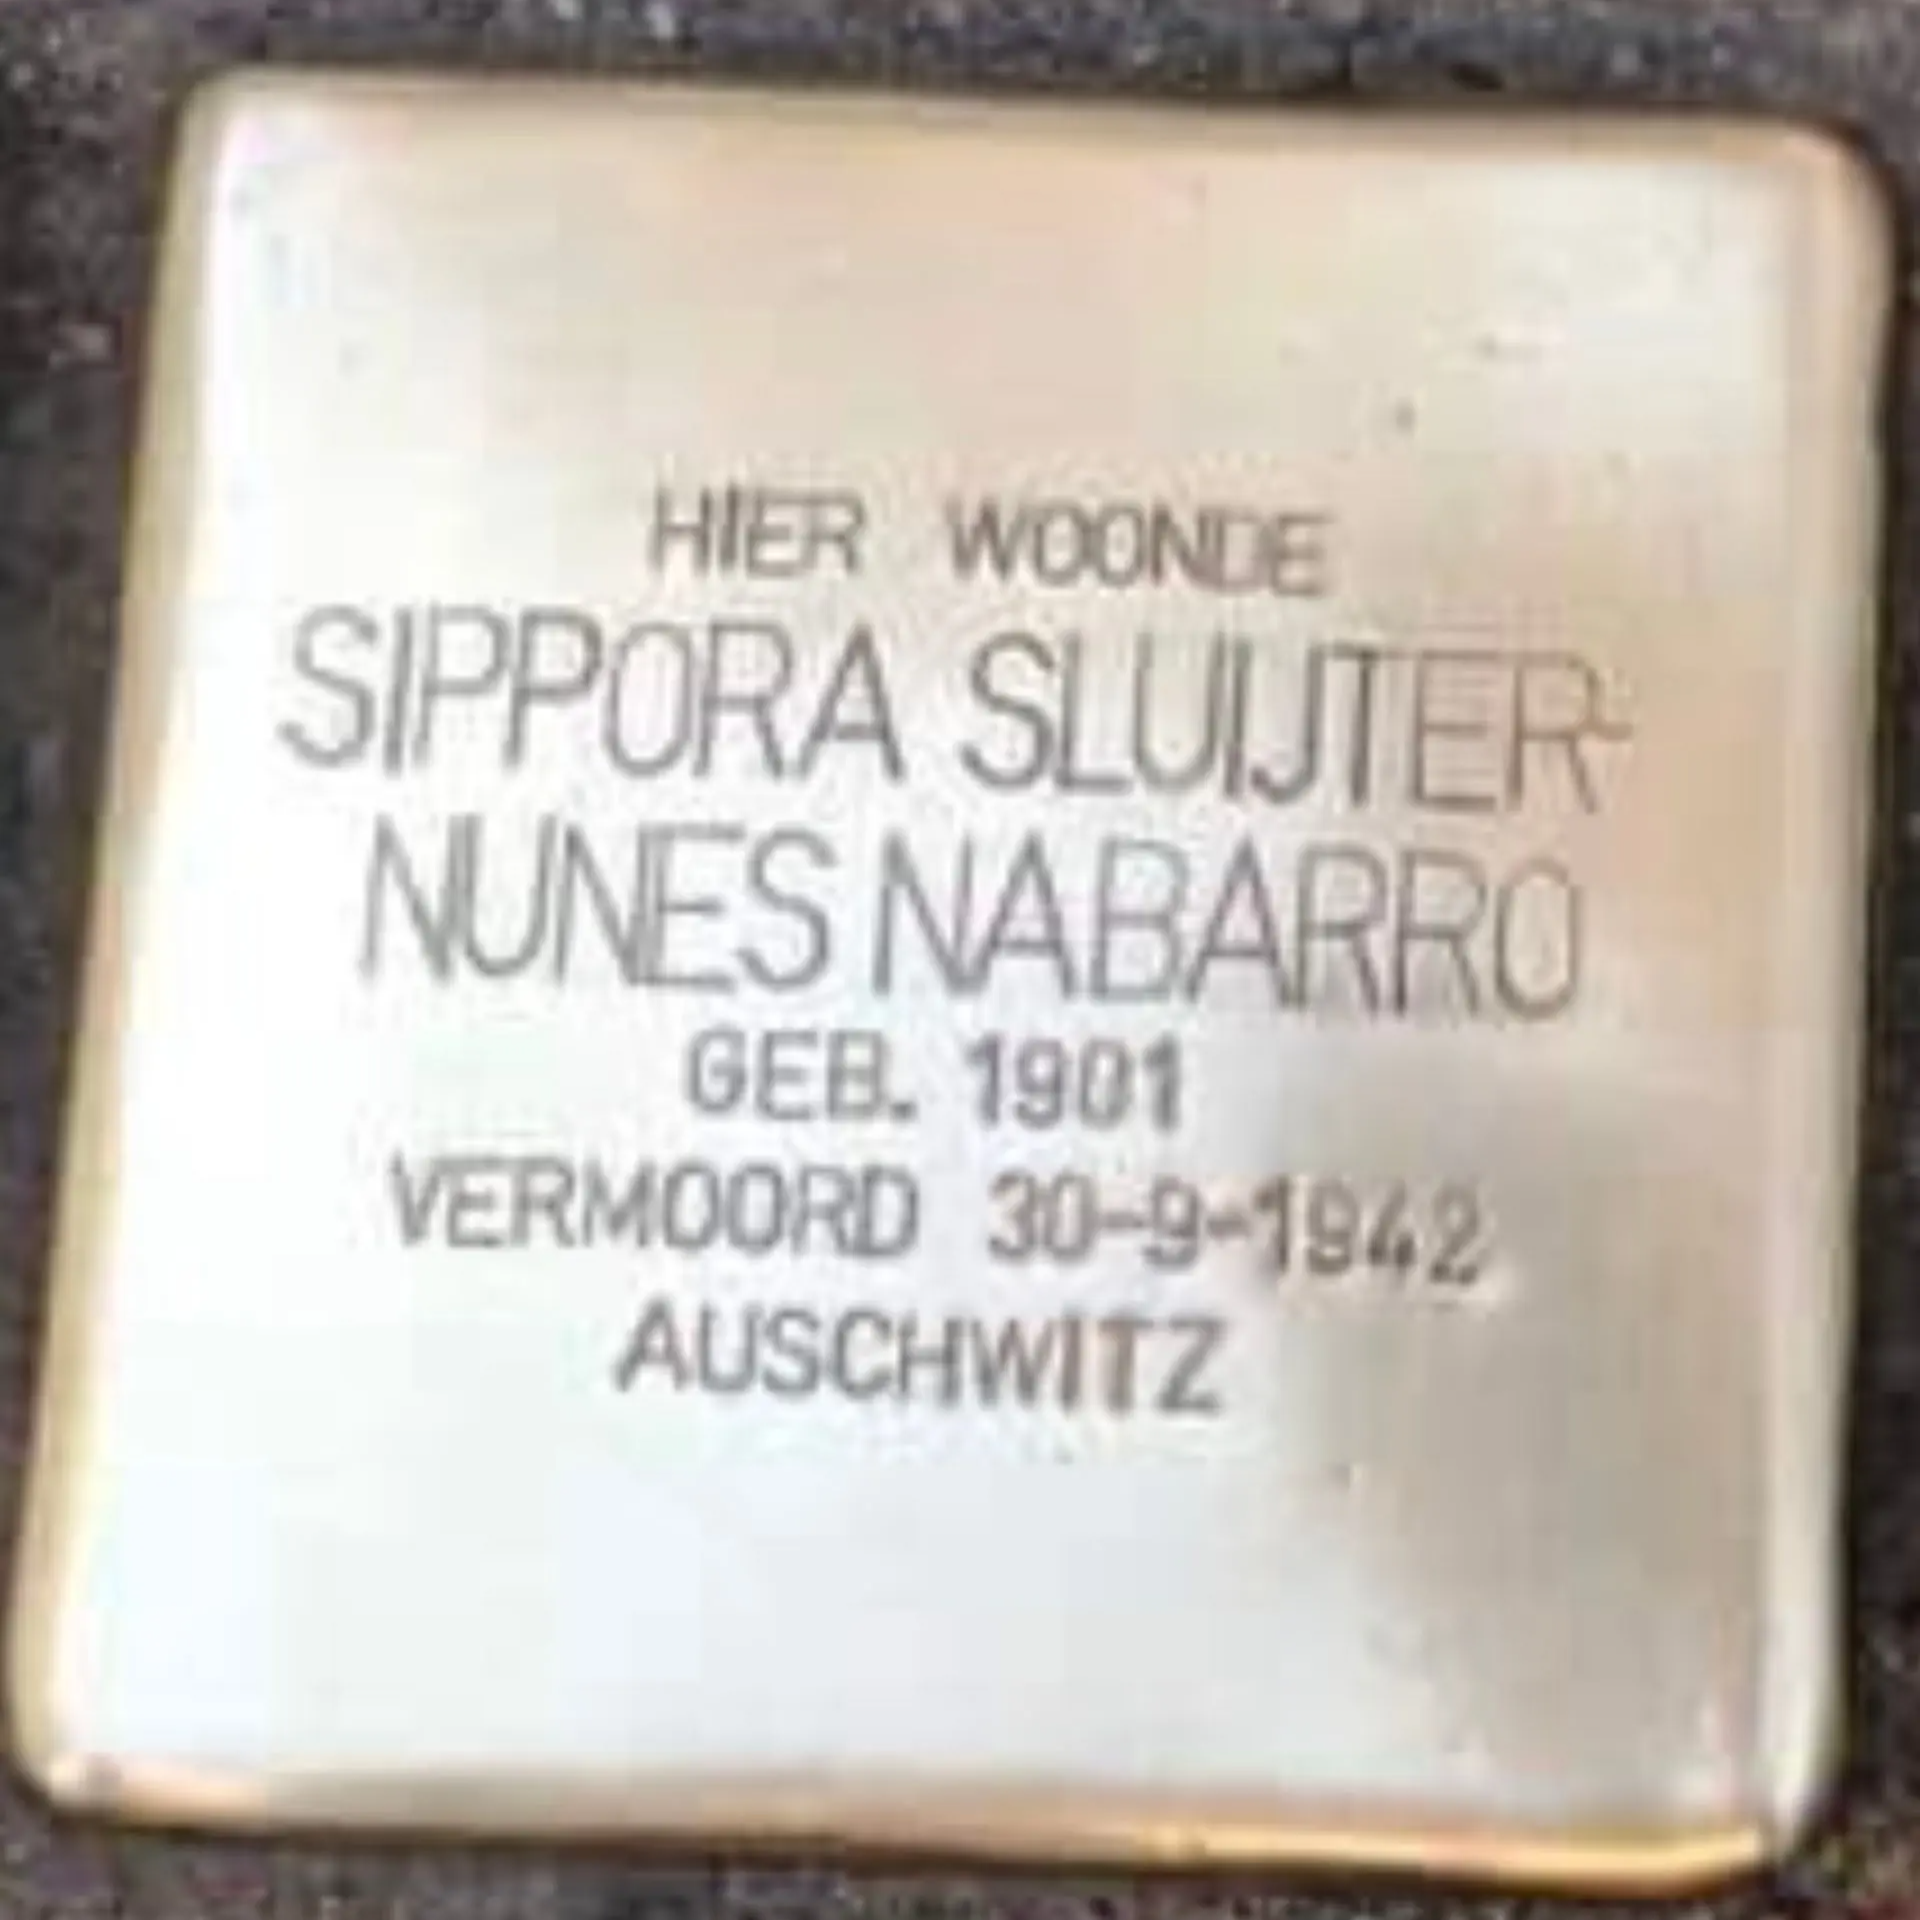 HIER WOONDE
SIPPORA SLUIJTER-
NUNES NABARRO
GEB. 1901
VERMOORD 30-9-1942
AUSCHWITZ